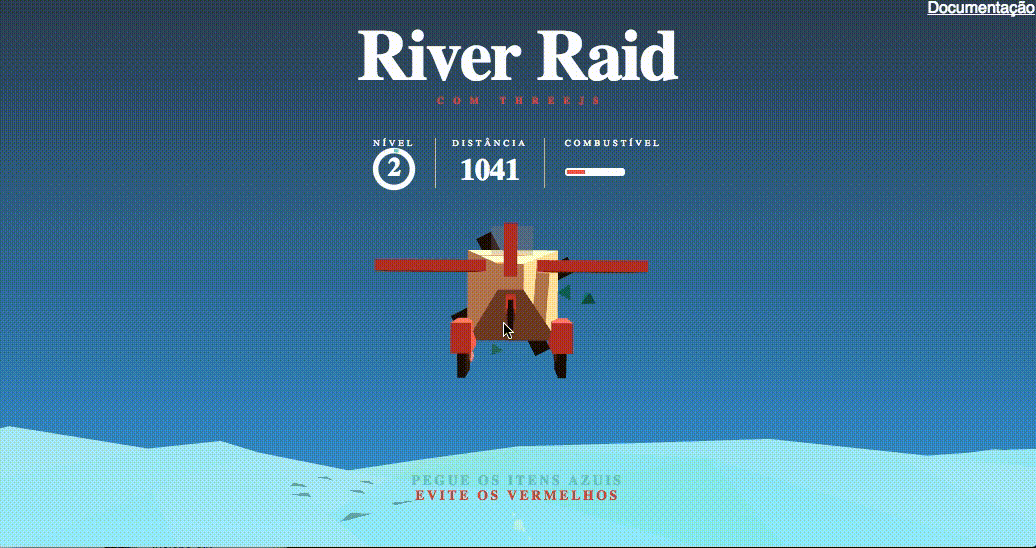 Documentação
River Raid
COM THREEJS
NÍVEL
2
DISTÂNCIA
1041
COMBUSTÍVEL
PEGUE OS ITENS AZUIS
EVITE OS VERMELHOS